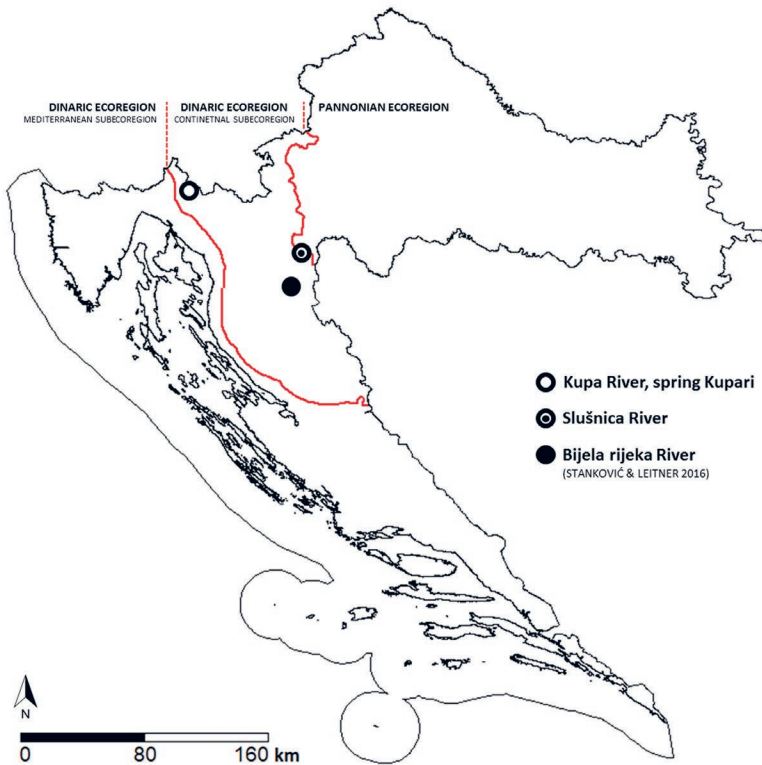 DINARIC ECOREGION
MEDITERRANEAN SUBECOREGION
DINARIC ECOREGION
CONTINETNAL SUBECOREGION
PANNONIAN ECOREGION
Kupa River, spring Kupari
Slušnica River
Bijela rijeka River
(STANKOVIĆ & LEITNER 2016)
N
0 80 160 km